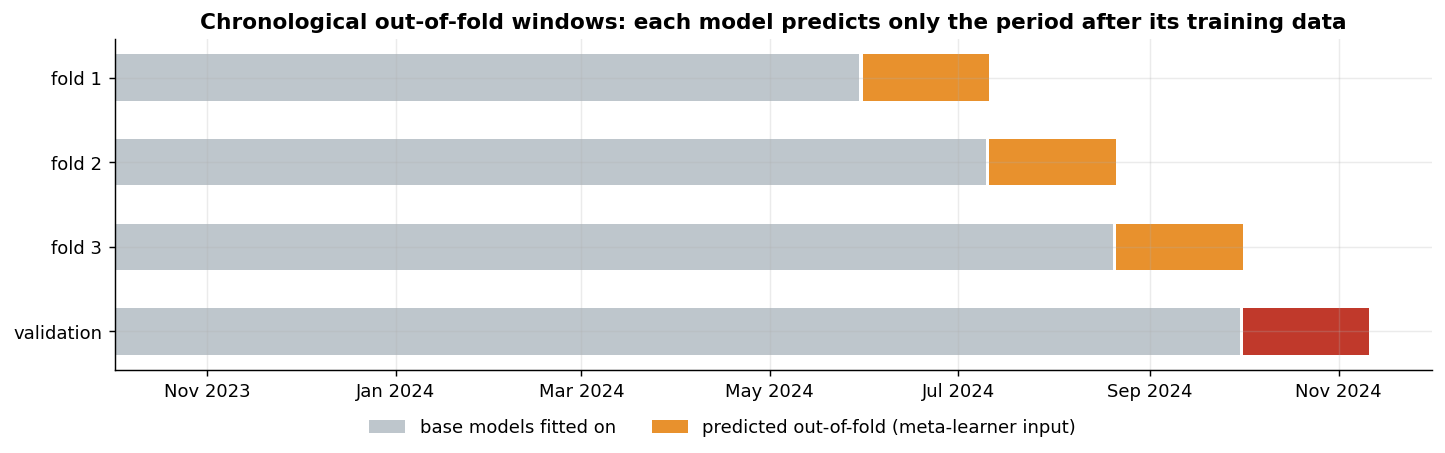 Chronological out-of-fold windows: each model predicts only the period after its training data
fold 1
fold 2
fold 3
validation
Nov 2023 Jan 2024 Mar 2024 May 2024 Jul 2024 Sep 2024 Nov 2024
base models fitted on predicted out-of-fold (meta-learner input)